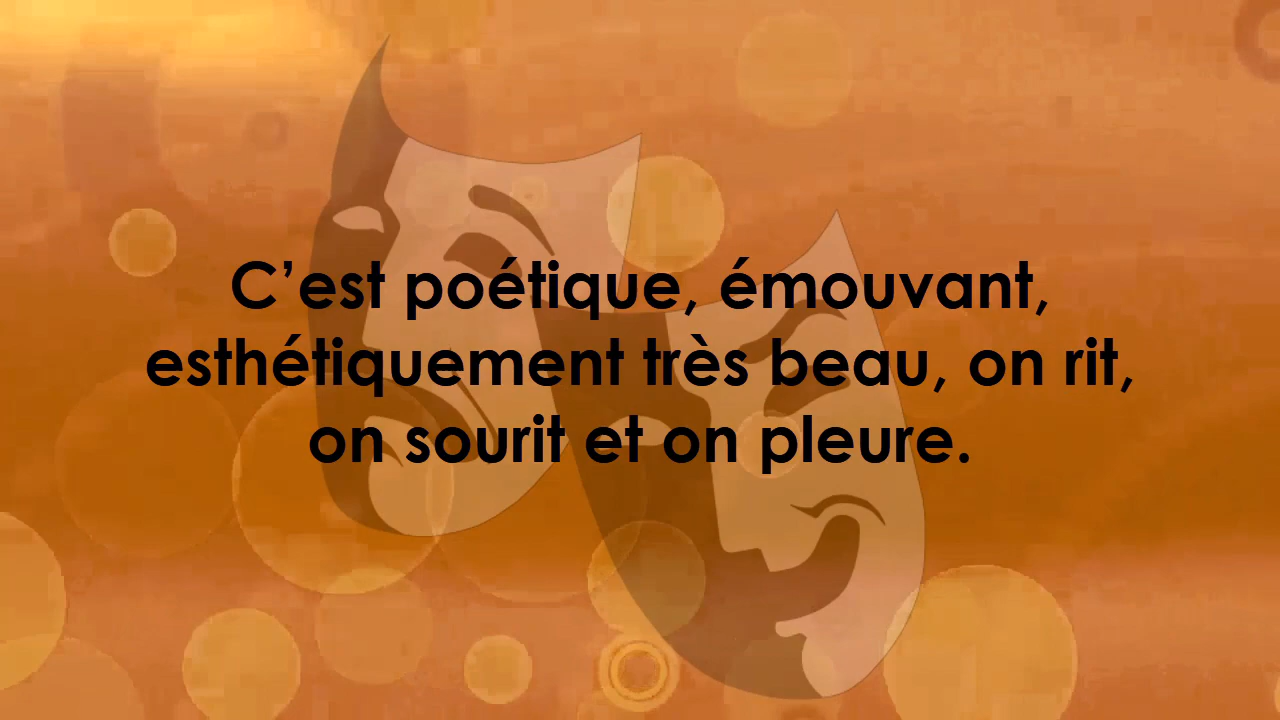 C’est poétique, émouvant,
esthétiquement très beau, on rit,
on sourit et on pleure.